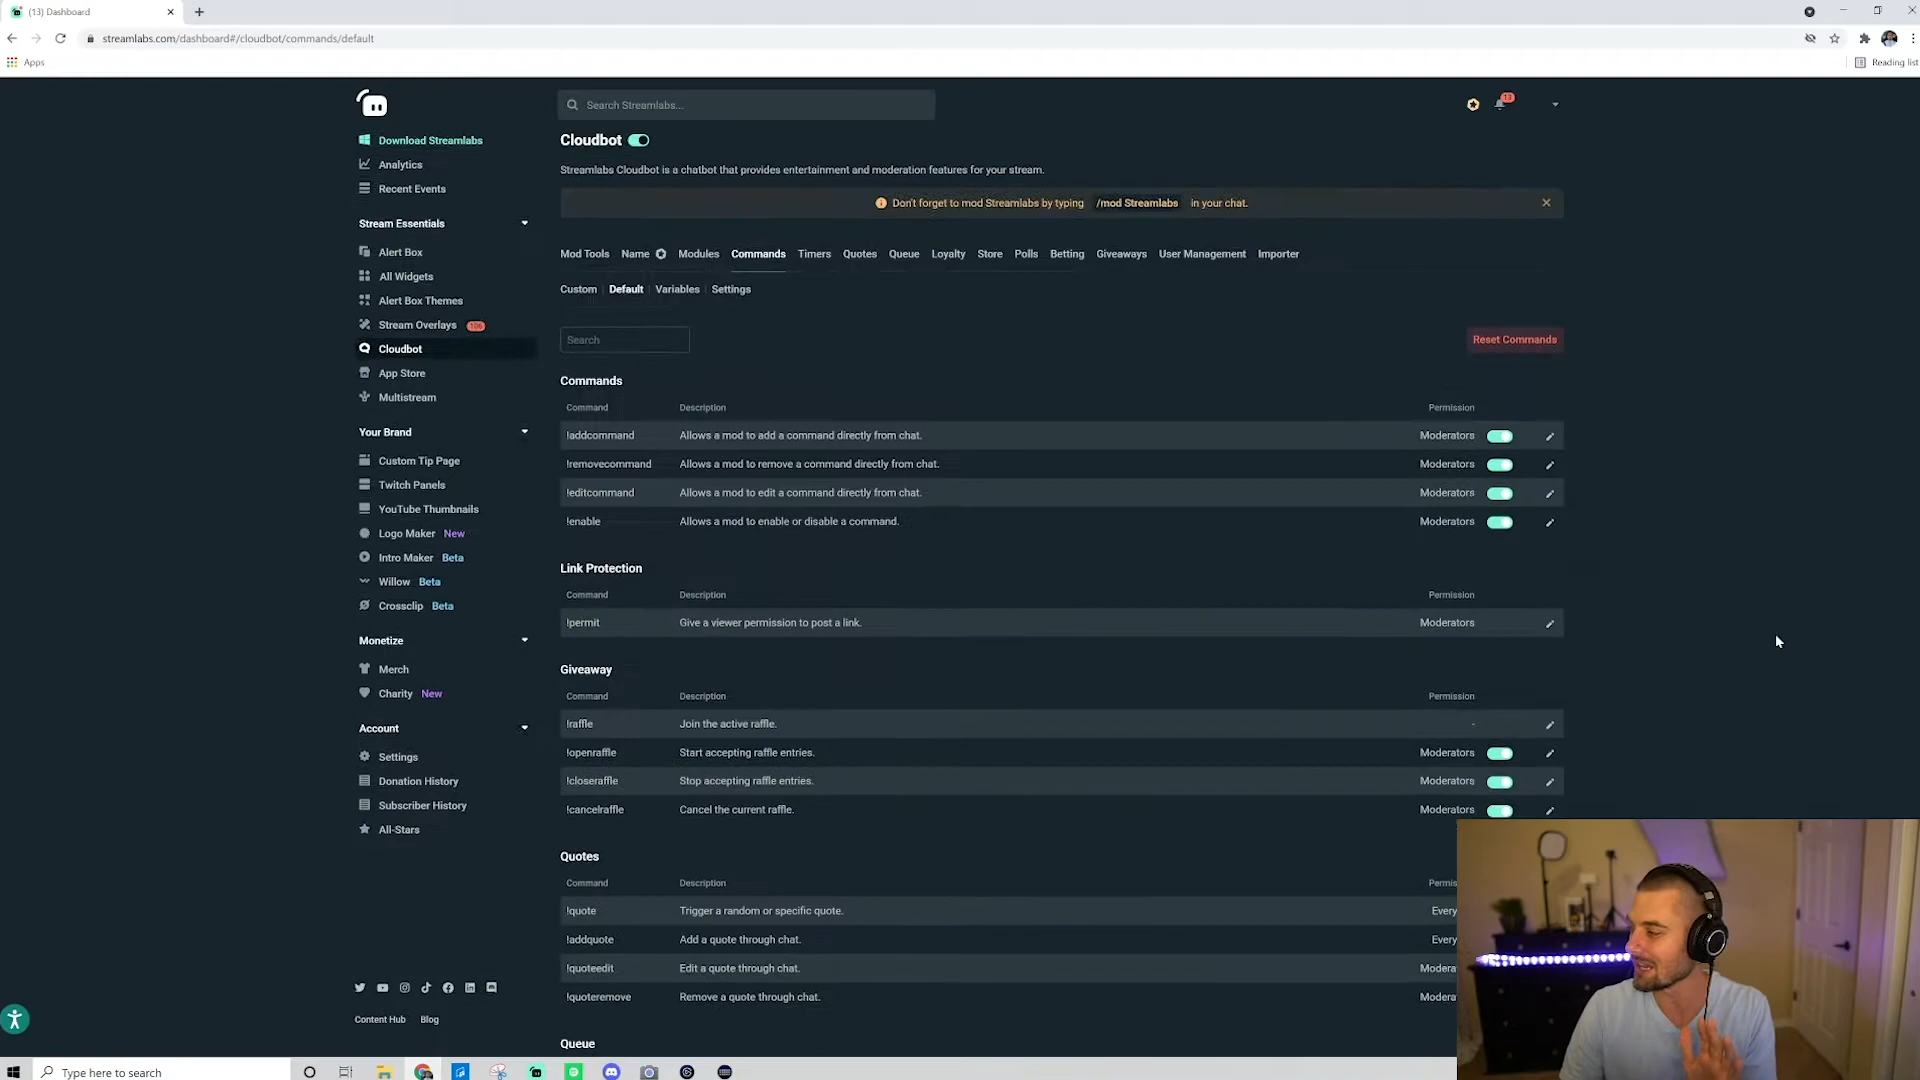 (13) Dashboard
streamlabs.com/dashboard#/cloudbot/commands/default
Apps
Reading list
Search Streamlabs...
13
Download Streamlabs
Analytics
Recent Events
Stream Essentials
Alert Box
All Widgets
Alert Box Themes
Stream Overlays 106
Cloudbot
App Store
Multistream
Your Brand
Custom Tip Page
Twitch Panels
YouTube Thumbnails
Logo Maker New
Intro Maker Beta
Willow Beta
Crossclip Beta
Monetize
Merch
Charity New
Account
Settings
Donation History
Subscriber History
All-Stars
Content Hub Blog
Cloudbot
Streamlabs Cloudbot is a chatbot that provides entertainment and moderation features for your stream.
Don't forget to mod Streamlabs by typing /mod Streamlabs in your chat.
Mod Tools Name Modules Commands Timers Quotes Queue Loyalty Store Polls Betting Giveaways User Management Importer
Custom Default Variables Settings
Search
Reset Commands
Commands
Command Description Permission
!addcommand Allows a mod to add a command directly from chat. Moderators
!removecommand Allows a mod to remove a command directly from chat. Moderators
!editcommand Allows a mod to edit a command directly from chat. Moderators
!enable Allows a mod to enable or disable a command. Moderators
Link Protection
Command Description Permission
!permit Give a viewer permission to post a link. Moderators
Giveaway
Command Description Permission
!raffle Join the active raffle. -
!openraffle Start accepting raffle entries. Moderators
!closeraffle Stop accepting raffle entries. Moderators
!cancelraffle Cancel the current raffle. Moderators
Quotes
Command Description Permis
!quote Trigger a random or specific quote. Every
!addquote Add a quote through chat. Every
!quoteedit Edit a quote through chat. Modera
!quoteremove Remove a quote through chat. Modera
Queue
Type here to search